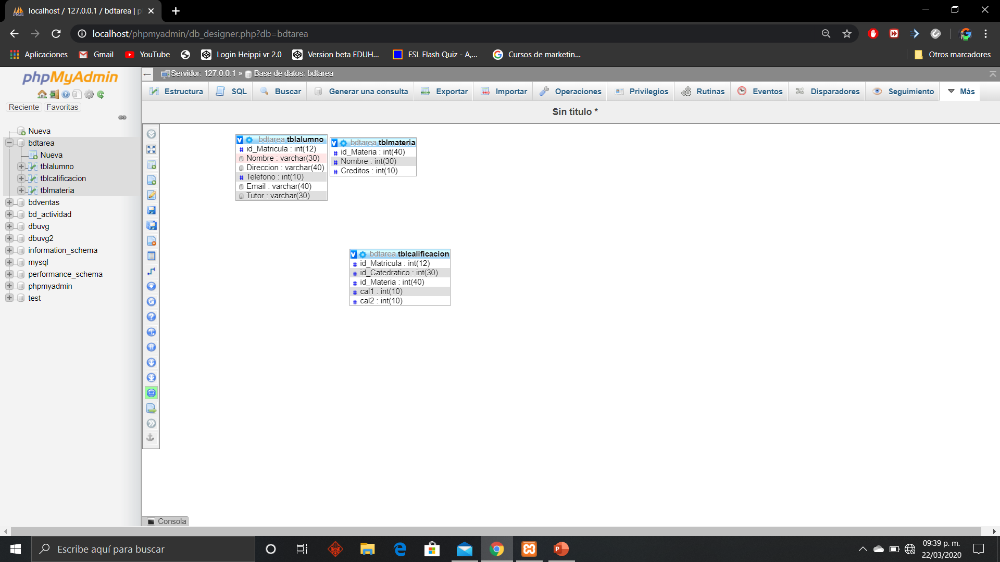 localhost / 127.0.0.1 / bdtarea | p
localhost/phpmyadmin/db_designer.php?db=bdtarea
Aplicaciones
Gmail
YouTube
Login Heippi vr 2.0
Version beta EDUH...
ESL Flash Quiz - A,...
Cursos de marketin...
Otros marcadores
phpMyAdmin
Reciente
Favoritas
Nueva
bdtarea
Nueva
tblalumno
tblcalificacion
tblmateria
bdventas
bd_actividad
dbuvg
dbuvg2
information_schema
mysql
performance_schema
phpmyadmin
test
Servidor: 127.0.0.1 » Base de datos: bdtarea
Estructura
SQL
Buscar
Generar una consulta
Exportar
Importar
Operaciones
Privilegios
Rutinas
Eventos
Disparadores
Seguimiento
Más
Sin título *
bdtarea tblalumno
id_Matricula : int(12)
Nombre : varchar(30)
Direccion : varchar(40)
Telefono : int(10)
Email : varchar(40)
Tutor : varchar(30)
bdtarea tblmateria
id_Materia : int(40)
Nombre : int(30)
Creditos : int(10)
bdtarea tblcalificacion
id_Matricula : int(12)
id_Catedratico : int(30)
id_Materia : int(40)
cal1 : int(10)
cal2 : int(10)
Consola
Escribe aquí para buscar
09:39 p. m.
22/03/2020